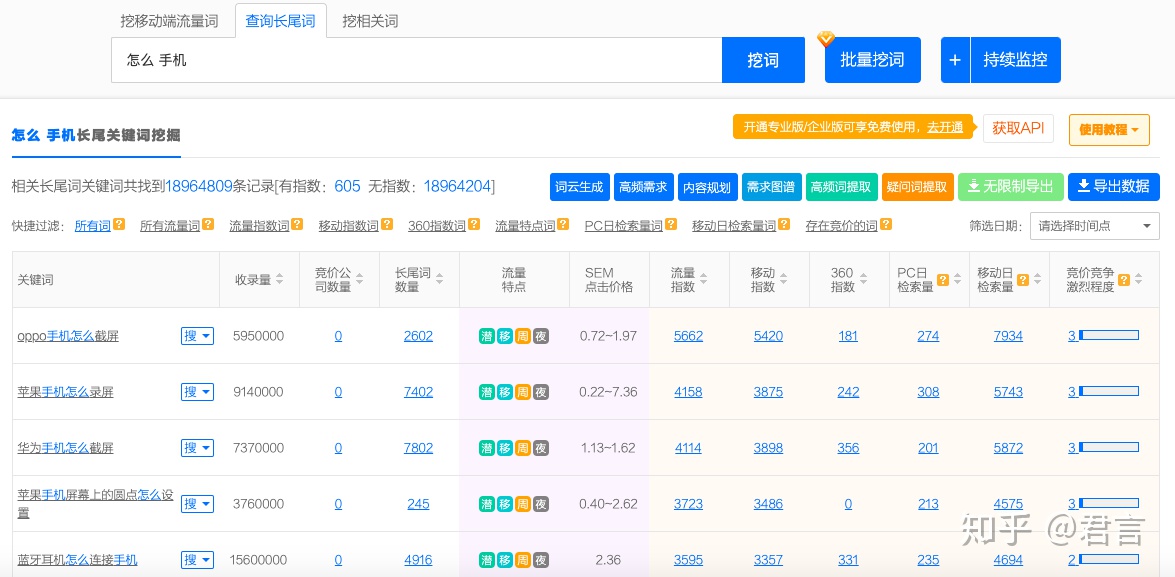 挖移动端流量词 查询长尾词 挖相关词
怎么 手机 挖词 批量挖词 + 持续监控
怎么 手机长尾关键词挖掘 开通专业版/企业版可享免费使用，去开通 获取API 使用教程
相关长尾词关键词共找到18964809条记录[有指数：605 无指数：18964204] 词云生成 高频需求 内容规划 需求图谱 高频词提取 疑问词提取 无限制导出 导出数据
快捷过滤： 所有词? 所有流量词? 流量指数词? 移动指数词? 360指数词? 流量特点词? PC日检索量词? 移动日检索量词? 存在竞价的词? 筛选日期： 请选择时间点
关键词 收录量 竞价公司数量 长尾词数量 流量特点 SEM点击价格 流量指数 移动指数 360指数 PC日检索量? 移动日检索量? 竞价竞争激烈程度?
oppo手机怎么截屏 搜 5950000 0 2602 潜 移 周 夜 0.72~1.97 5662 5420 181 274 7934 3
苹果手机怎么录屏 搜 9140000 0 7402 潜 移 周 夜 0.22~7.36 4158 3875 242 308 5743 3
华为手机怎么截屏 搜 7370000 0 7802 潜 移 周 夜 1.13~1.62 4114 3898 356 201 5872 3
苹果手机屏幕上的圆点怎么设置 搜 3760000 0 245 潜 移 周 夜 0.40~2.62 3723 3486 0 213 4575 3
蓝牙耳机怎么连接手机 搜 15600000 0 4916 潜 移 周 夜 2.36 3595 3357 331 235 4694 2
知乎 @君言